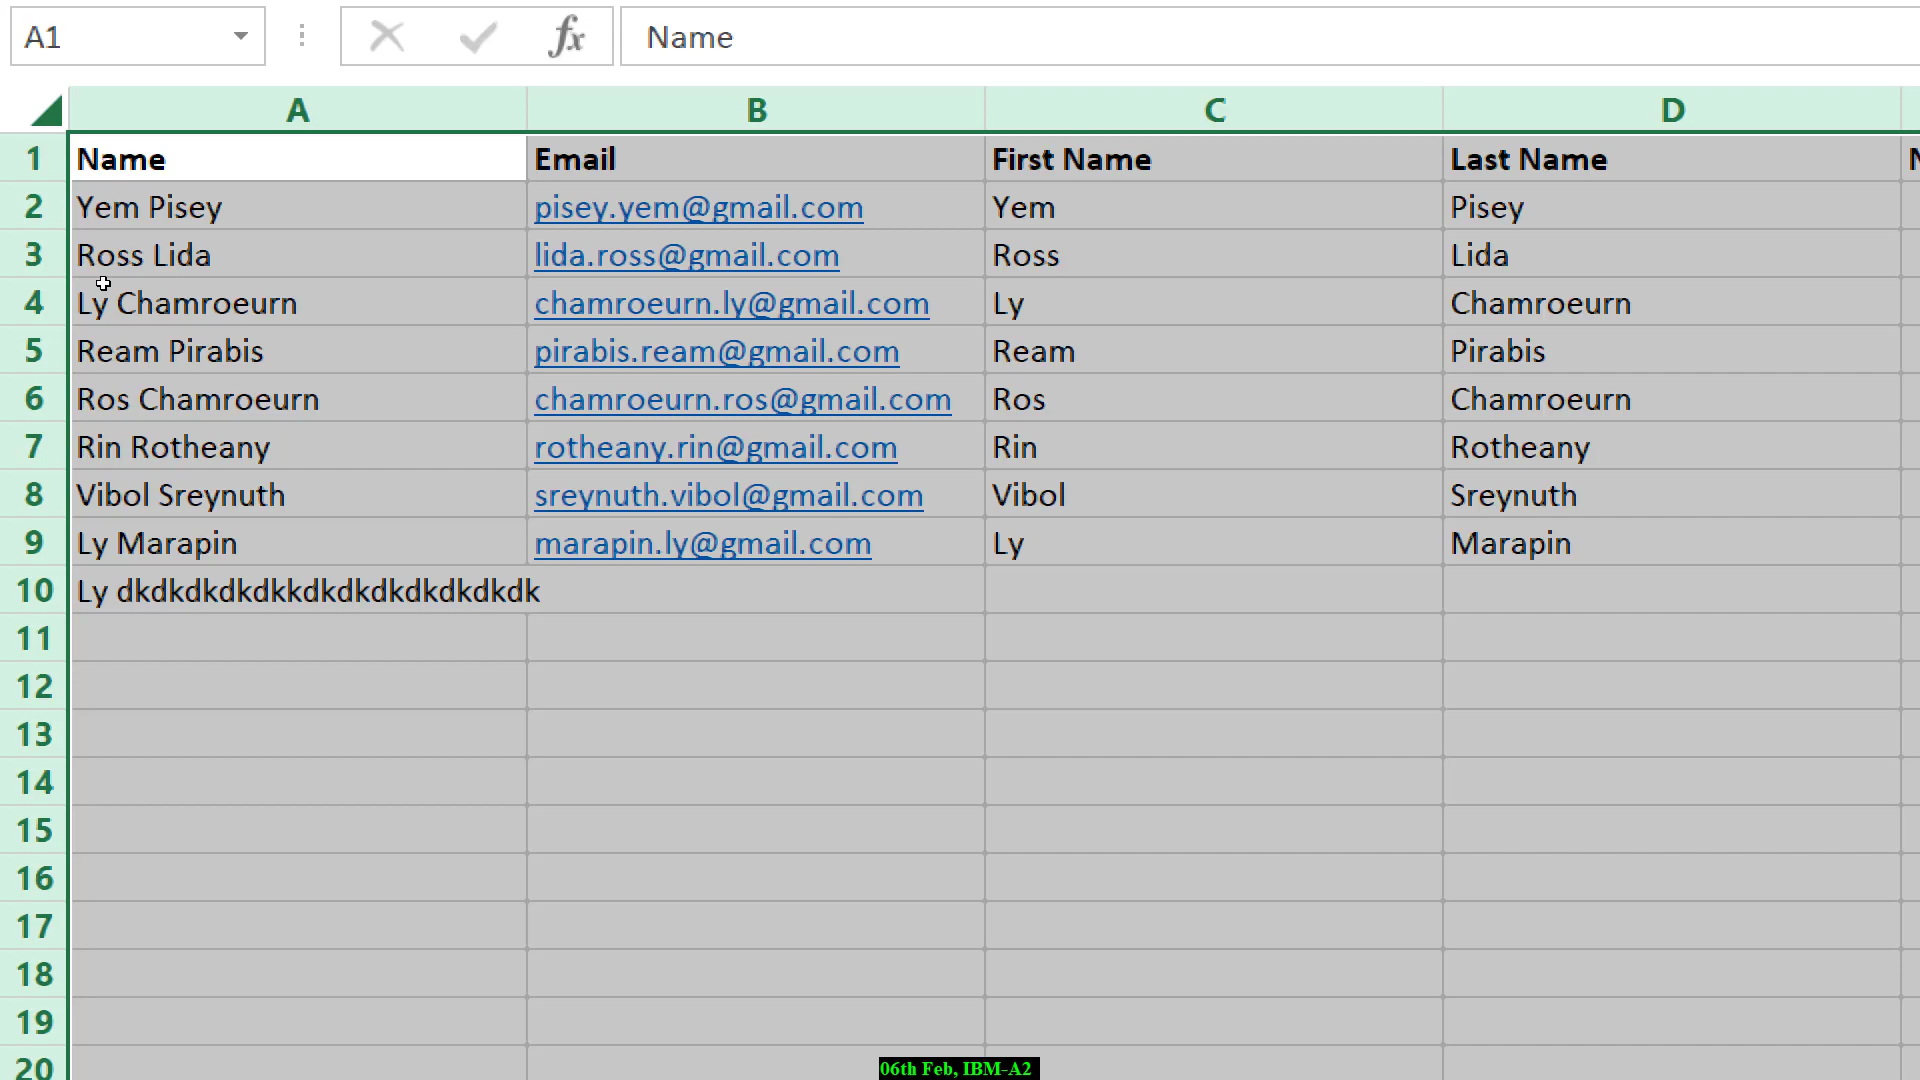 A1 fx Name
A B C D
1 Name Email First Name Last Name
2 Yem Pisey pisey.yem@gmail.com Yem Pisey
3 Ross Lida lida.ross@gmail.com Ross Lida
4 Ly Chamroeurn chamroeurn.ly@gmail.com Ly Chamroeurn
5 Ream Pirabis pirabis.ream@gmail.com Ream Pirabis
6 Ros Chamroeurn chamroeurn.ros@gmail.com Ros Chamroeurn
7 Rin Rotheany rotheany.rin@gmail.com Rin Rotheany
8 Vibol Sreynuth sreynuth.vibol@gmail.com Vibol Sreynuth
9 Ly Marapin marapin.ly@gmail.com Ly Marapin
10 Ly dkdkdkdkdkkdkdkdkdkdkdkdk
11
12
13
14
15
16
17
18
19
20
06th Feb, IBM-A2